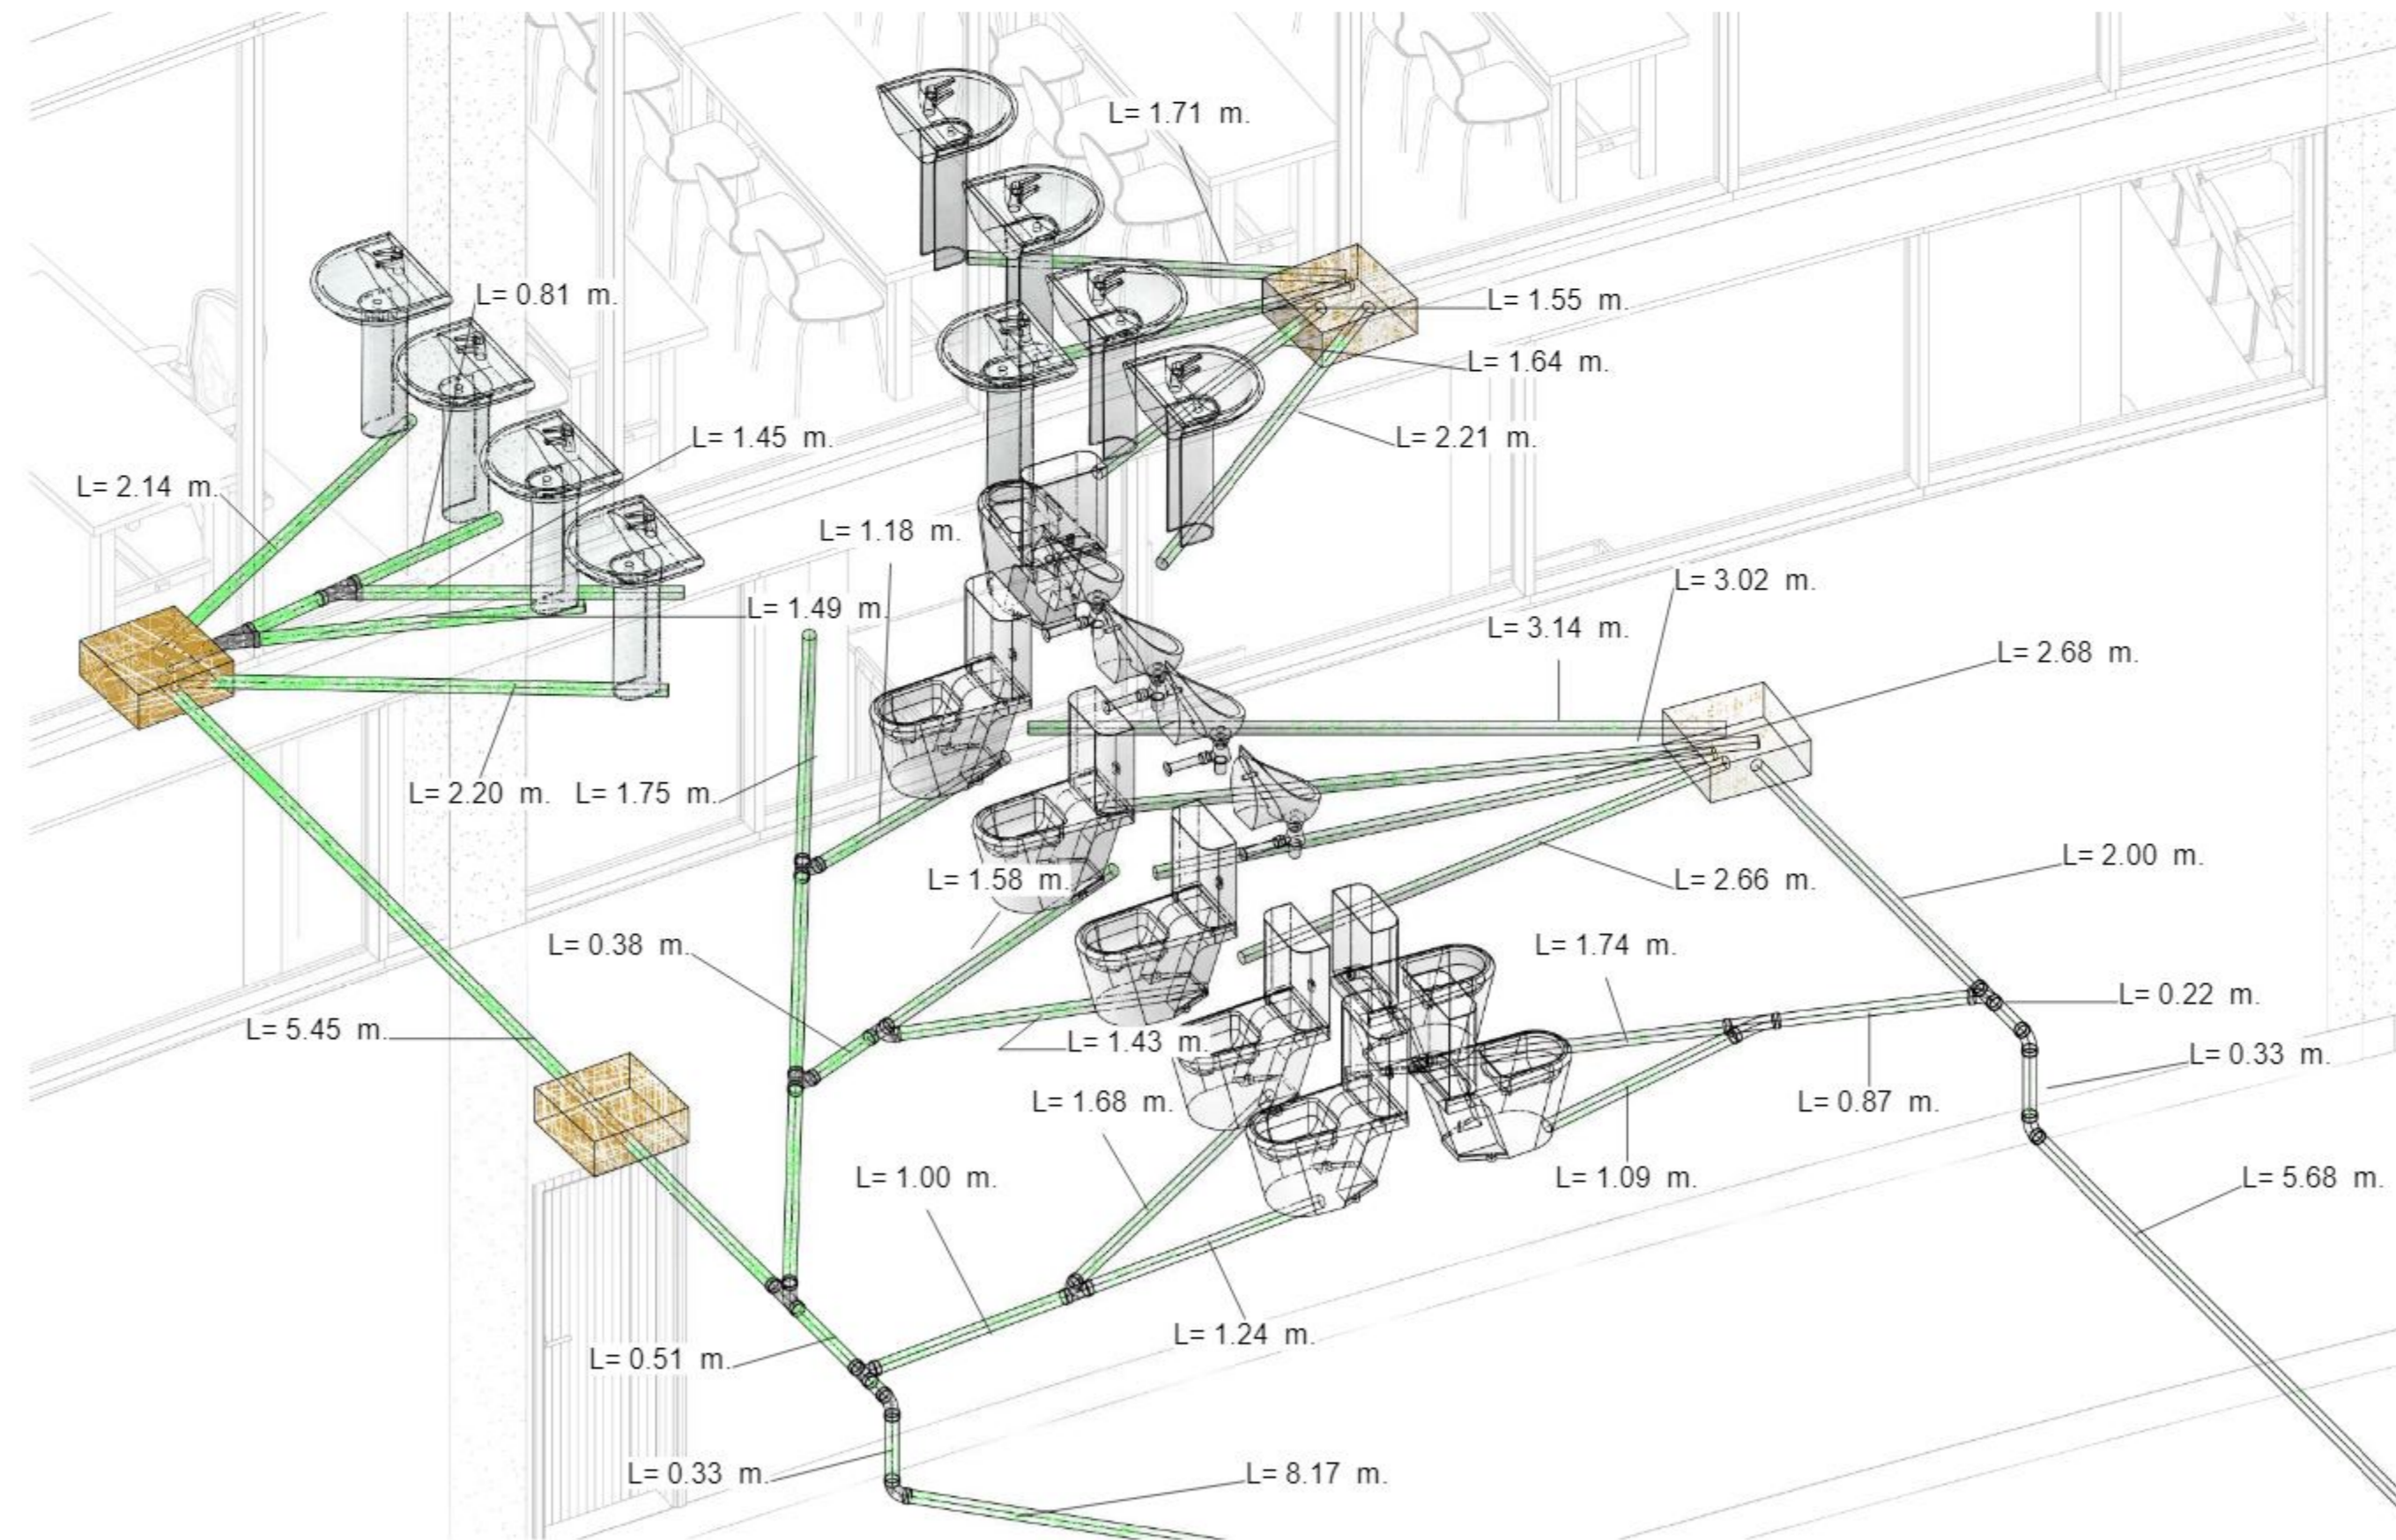 L= 1.71 m.
L= 0.81 m.
L= 1.55 m.
L= 1.64 m.
L= 1.45 m.
L= 2.21 m.
L= 2.14 m.
L= 1.18 m.
L= 3.02 m.
L= 1.49 m.
L= 3.14 m.
L= 2.68 m.
L= 2.20 m.
L= 1.75 m.
L= 2.00 m.
L= 1.58 m.
L= 2.66 m.
L= 0.38 m.
L= 1.74 m.
L= 0.22 m.
L= 5.45 m.
L= 1.43 m.
L= 0.33 m.
L= 1.68 m.
L= 0.87 m.
L= 1.00 m.
L= 1.09 m.
L= 5.68 m.
L= 1.24 m.
L= 0.51 m.
L= 0.33 m.
L= 8.17 m.